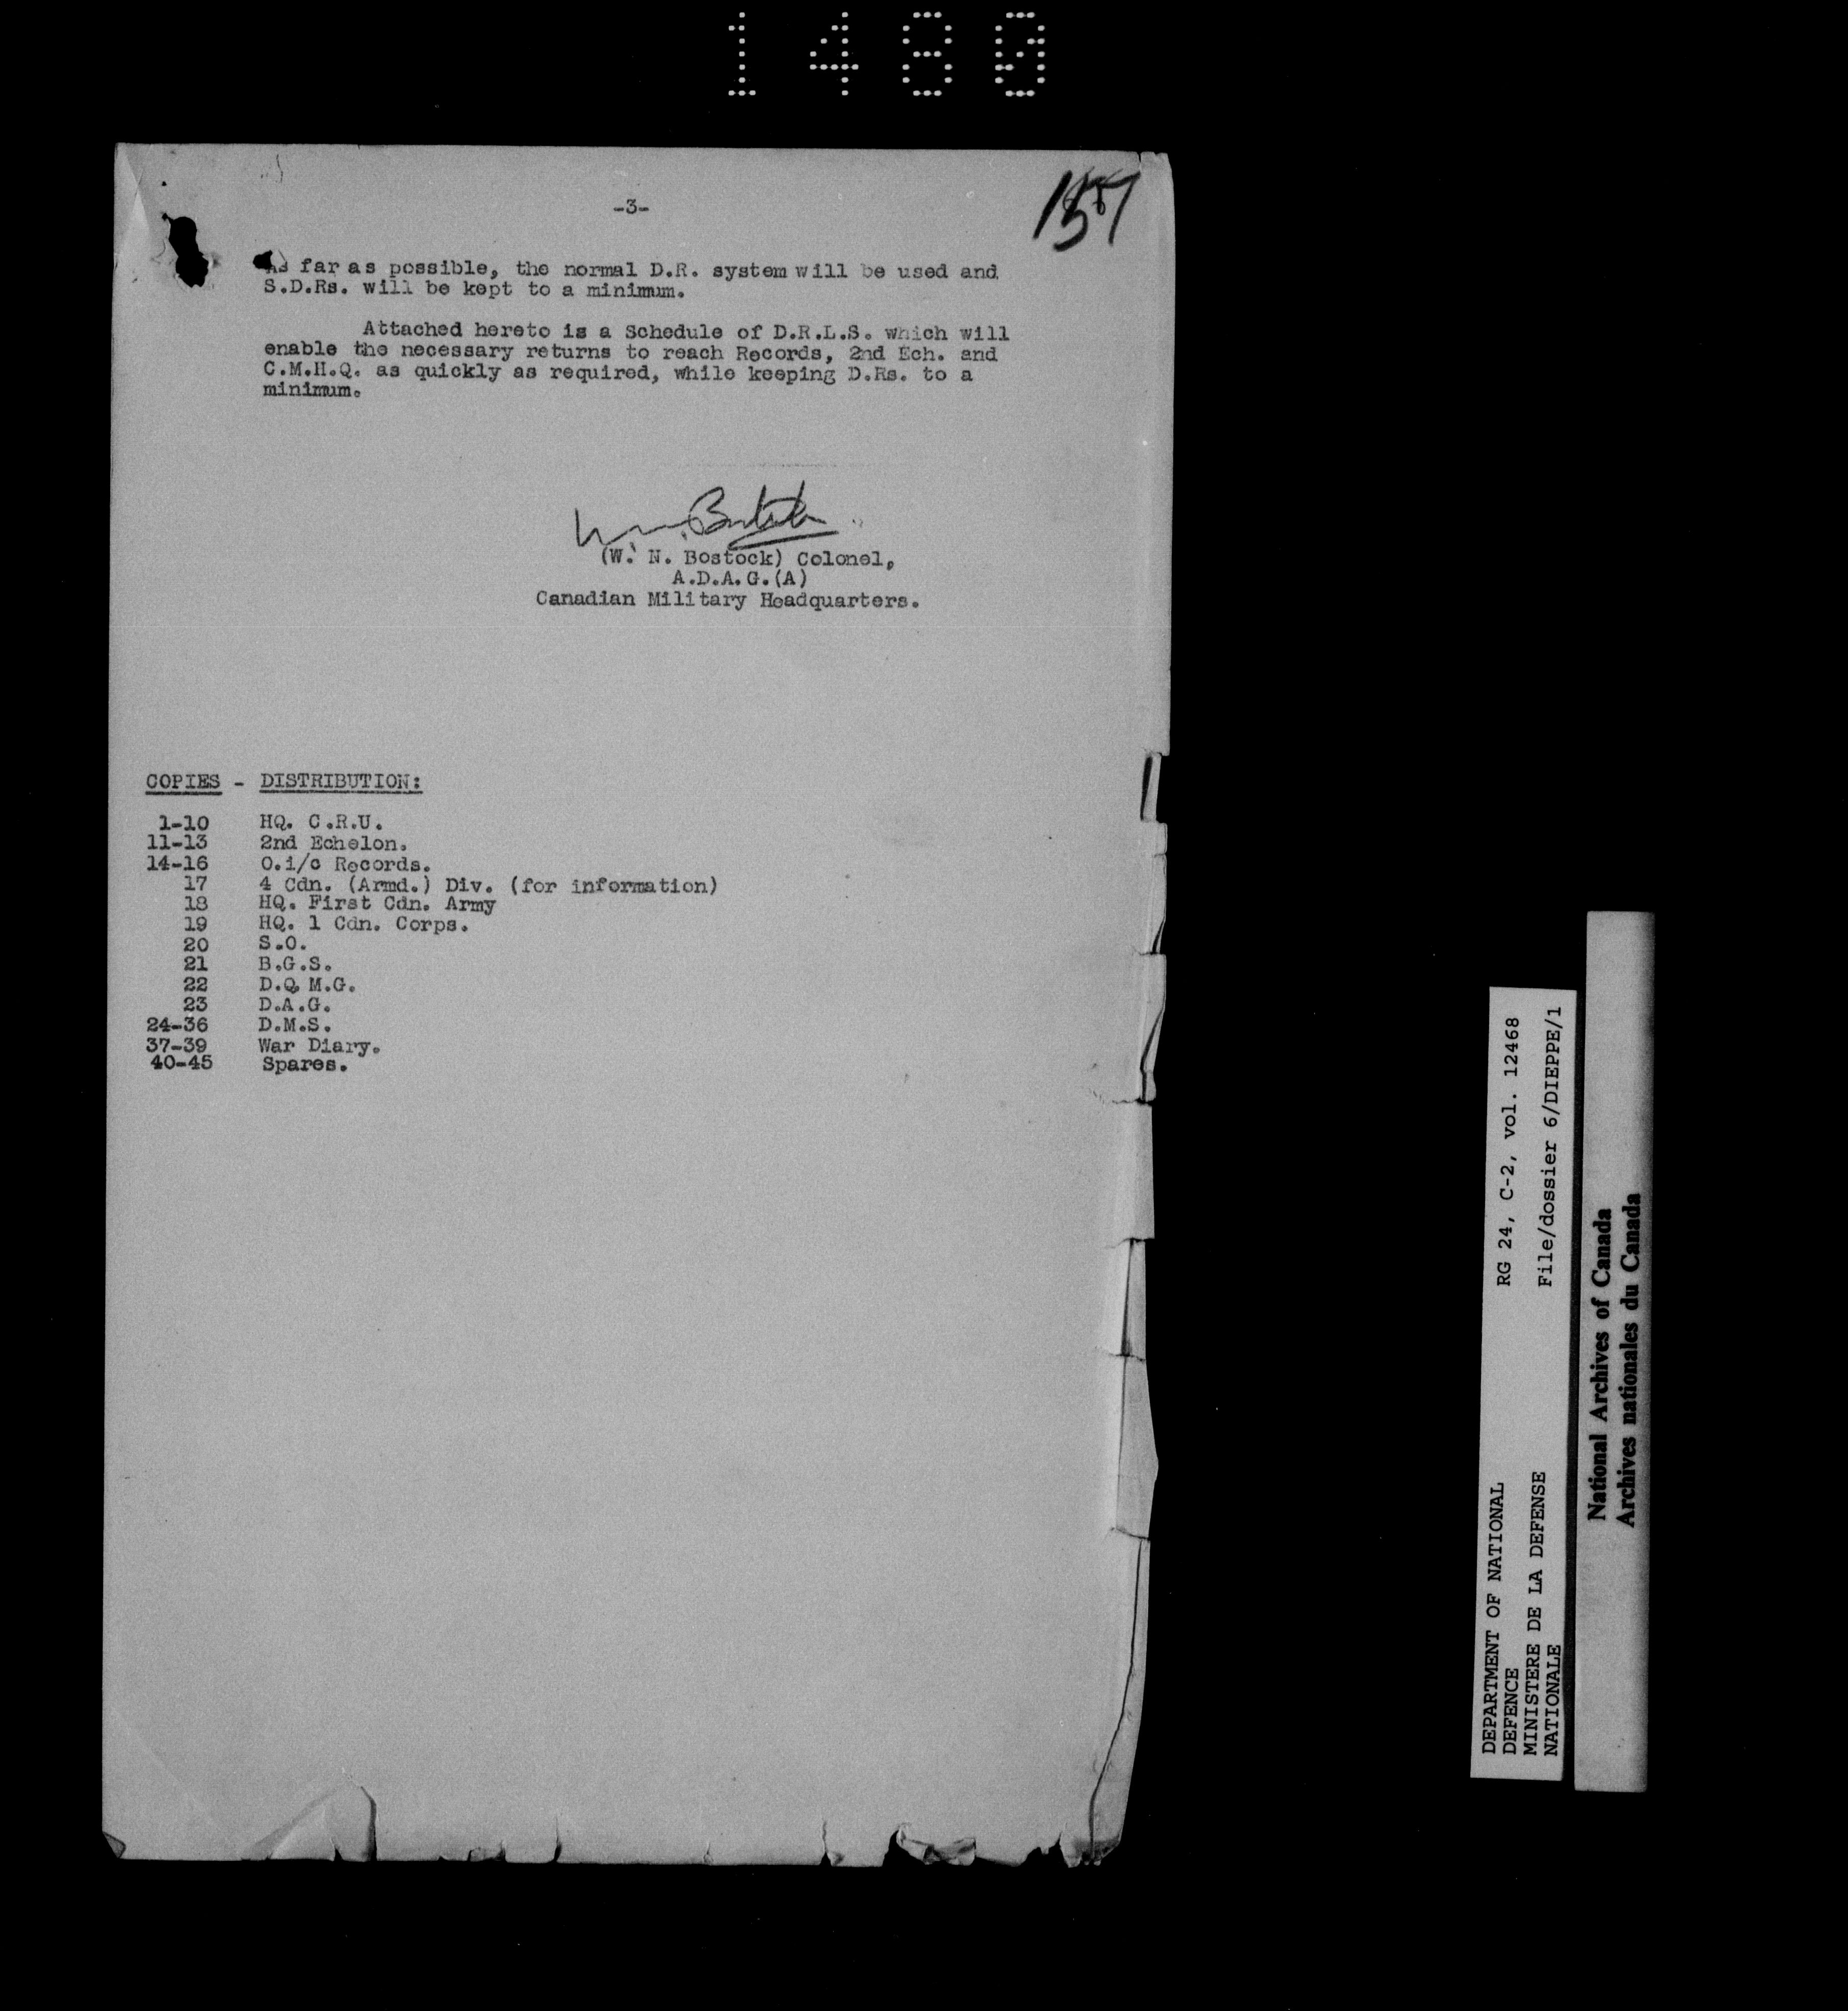 1480
-3-
157
As far as possible, the normal D.R. system will be used and
S.D.Rs. will be kept to a minimum.
Attached hereto is a Schedule of D.R.L.S. which will
enable the necessary returns to reach Records, 2nd Ech. and
C.M.H.Q. as quickly as required, while keeping D.Rs. to a
minimum.
(W. N. Bostock) Colonel,
A.D.A.G.(A)
Canadian Military Headquarters.
COPIES - DISTRIBUTION:
1-10 HQ. C.R.U.
11-13 2nd Echelon.
14-16 O.i/c Records.
17 4 Cdn. (Armd.) Div. (for information)
18 HQ. First Cdn. Army
19 HQ. 1 Cdn. Corps.
20 S.O.
21 B.G.S.
22 D.Q.M.G.
23 D.A.G.
24-36 D.M.S.
37-39 War Diary.
40-45 Spares.
DEPARTMENT OF NATIONAL
DEFENCE
MINISTERE DE LA DEFENSE
NATIONALE
RG 24, C-2, vol. 12468
File/dossier 6/DIEPPE/1
National Archives of Canada
Archives nationales du Canada